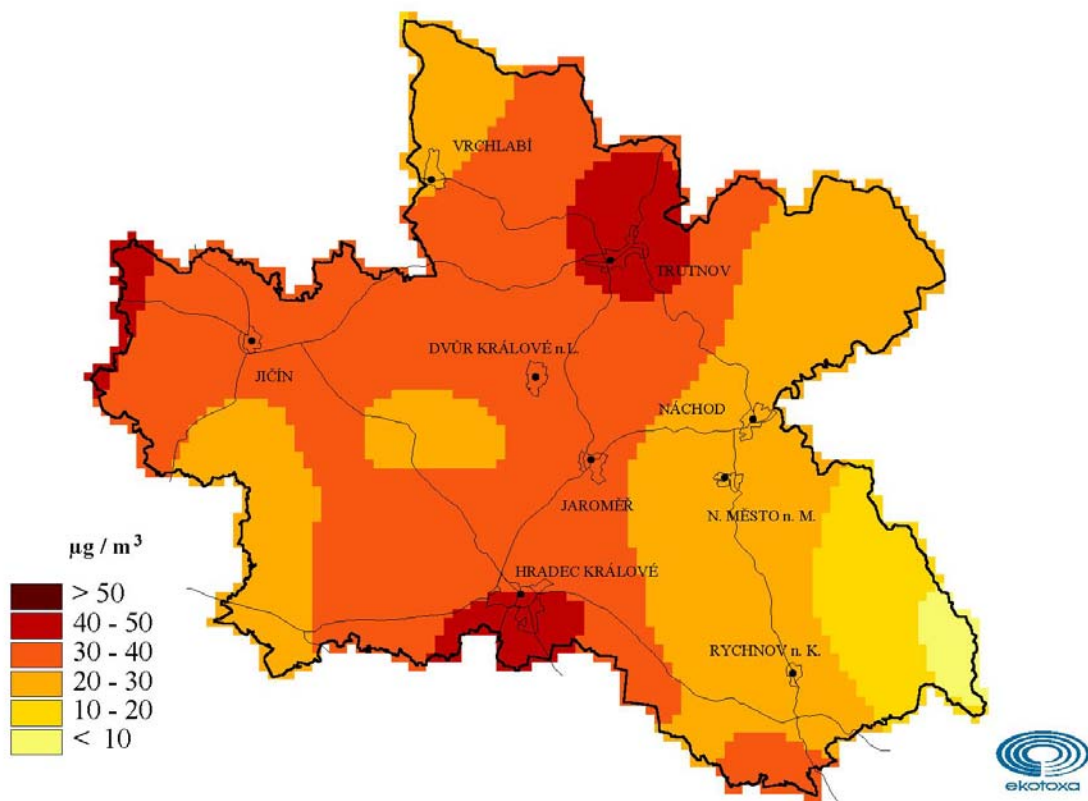 VRCHLABÍ
TRUTNOV
DVŮR KRÁLOVÉ n.L.
JIČÍN
NÁCHOD
JAROMĚŘ
N. MĚSTO n. M.
HRADEC KRÁLOVÉ
RYCHNOV n. K.
µg / m³
> 50
40 - 50
30 - 40
20 - 30
10 - 20
< 10
ekotoxa